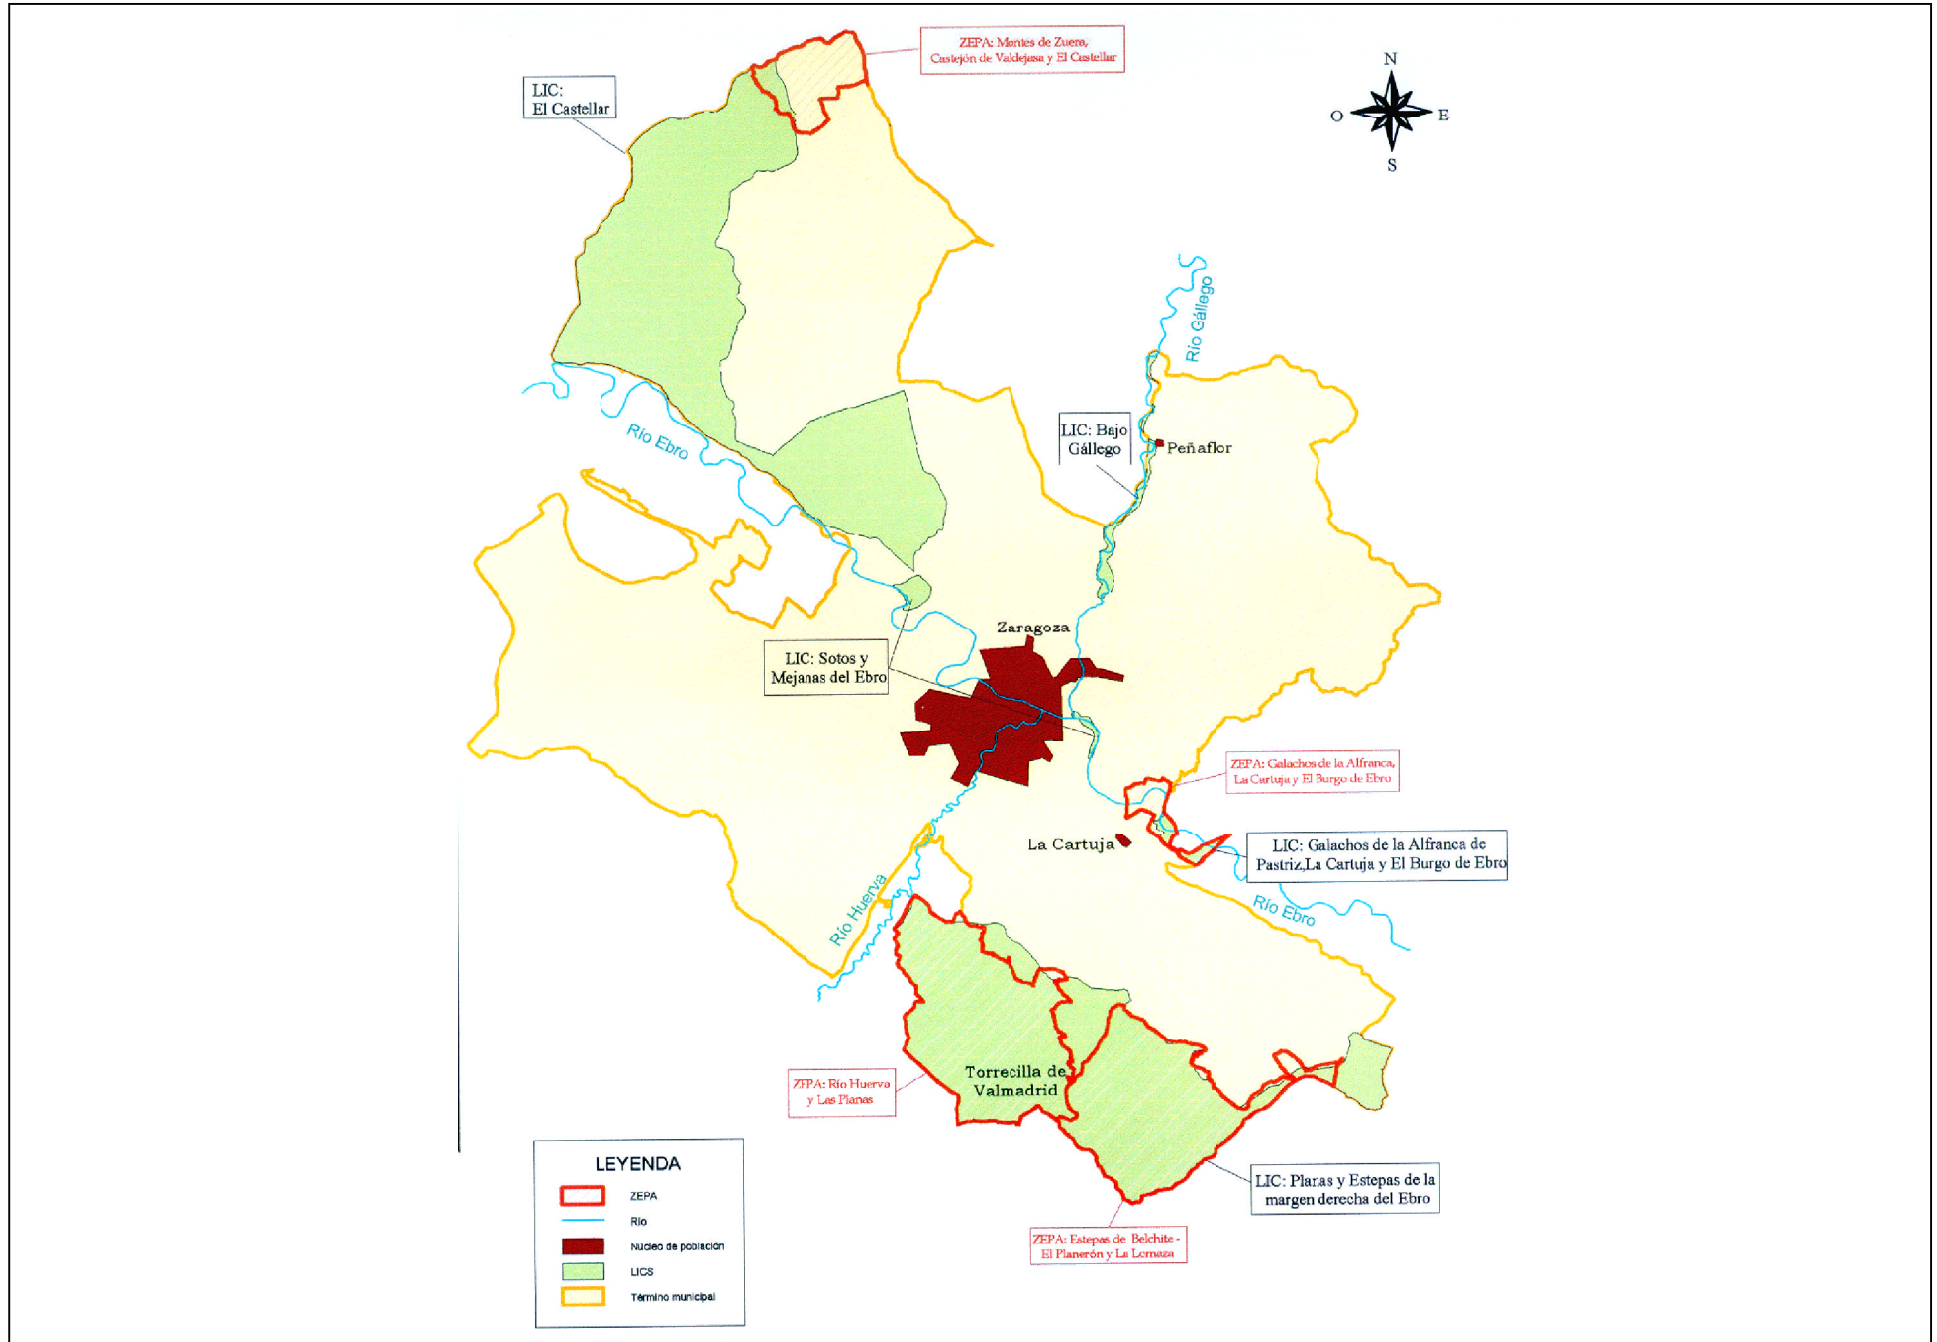 ZEPA: Montes de Zuera,
Castejón de Valdejasa y El Castellar
LIC:
El Castellar
N
O
E
S
Río Gállego
LIC: Bajo
Gállego
Peñaflor
Río Ebro
Zaragoza
LIC: Sotos y
Mejanas del Ebro
ZEPA: Galachos de la Alfranca,
La Cartuja y El Burgo de Ebro
La Cartuja
LIC: Galachos de la Alfranca de
Pastriz,La Cartuja y El Burgo de Ebro
Río Huerva
Río Ebro
Torrecilla de
Valmadrid
ZEPA: Río Huerva
y Las Planas
LIC: Planas y Estepas de la
margen derecha del Ebro
ZEPA: Estepas de Belchite -
El Planerón y La Lomaza
LEYENDA
ZEPA
Río
Núcleo de población
LICS
Término municipal